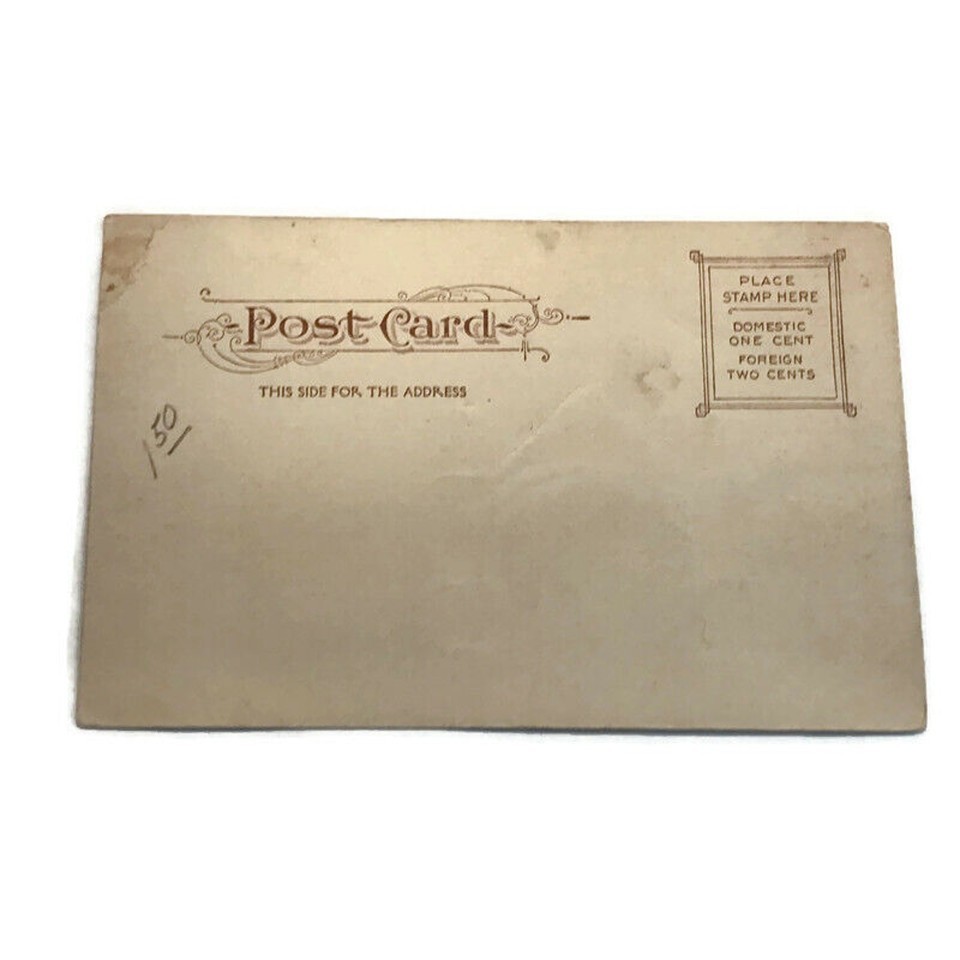 Post Card
THIS SIDE FOR THE ADDRESS
PLACE
STAMP HERE
DOMESTIC
ONE CENT
FOREIGN
TWO CENTS
150